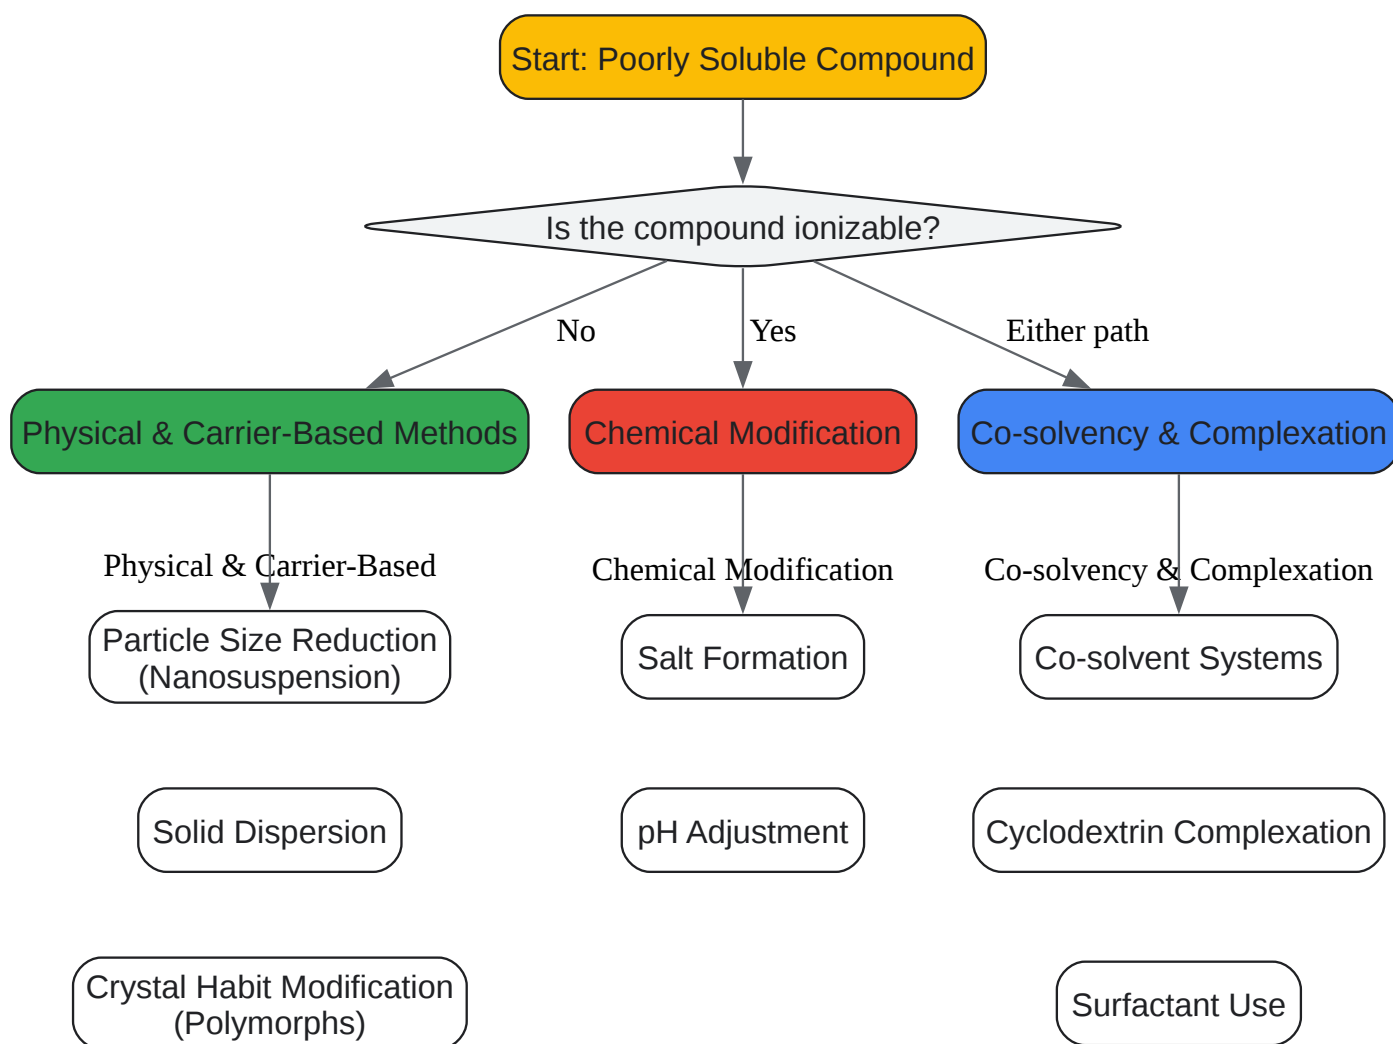 Start: Poorly Soluble Compound
Is the compound ionizable?
No
Yes
Either path
Physical & Carrier-Based Methods
Chemical Modification
Co-solvency & Complexation
Physical & Carrier-Based
Chemical Modification
Co-solvency & Complexation
Particle Size Reduction
(Nanosuspension)
Salt Formation
Co-solvent Systems
Solid Dispersion
pH Adjustment
Cyclodextrin Complexation
Crystal Habit Modification
(Polymorphs)
Surfactant Use